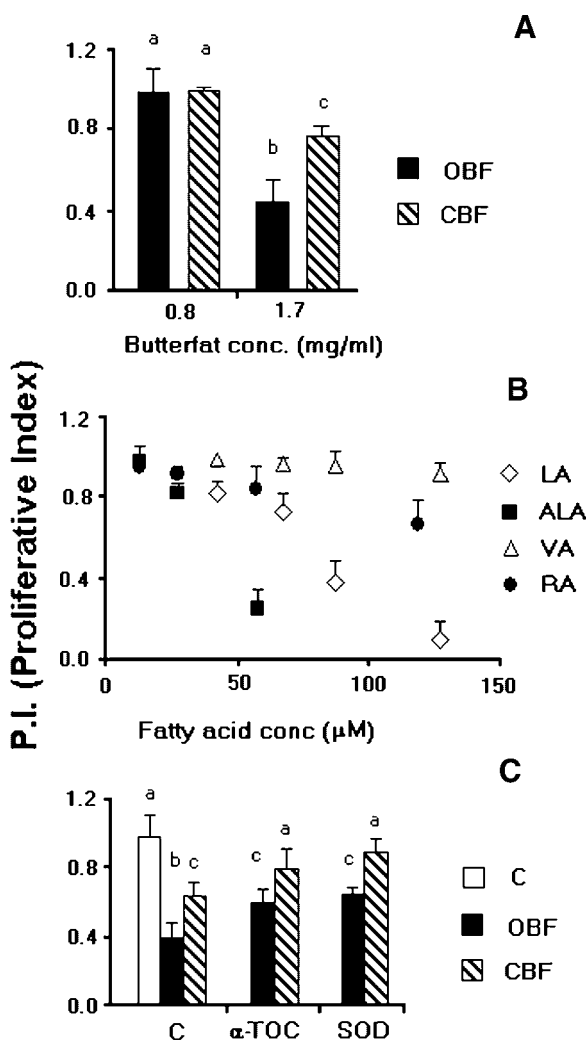 A
a a
1.2
c
0.8
b
OBF
0.4
CBF
0.0
0.8 1.7
Butterfat conc. (mg/ml)
P.I. (Proliferative Index)
B
1.2
LA
0.8
ALA
VA
0.4
RA
0.0
0 50 100 150
Fatty acid conc (μM)
C
a
1.2
a
a
b c
c
c
0.8
C
0.4
OBF
CBF
0.0
C α-TOC SOD